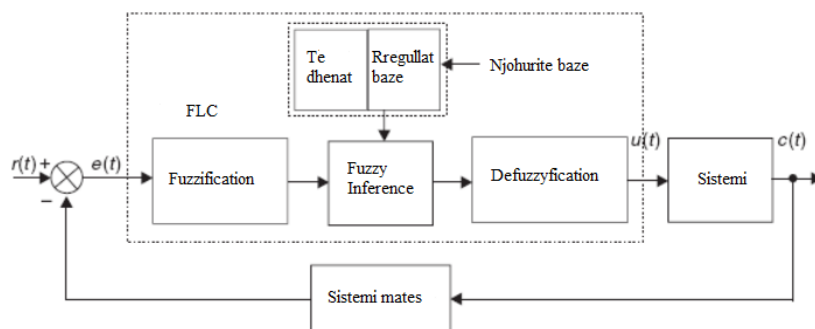 Te
dhenat
Rregullat
baze
Njohurite baze
FLC
r(t) +
e(t)
−
Fuzzification
Fuzzy
Inference
Defuzzyfication
u(t)
Sistemi
c(t)
Sistemi mates